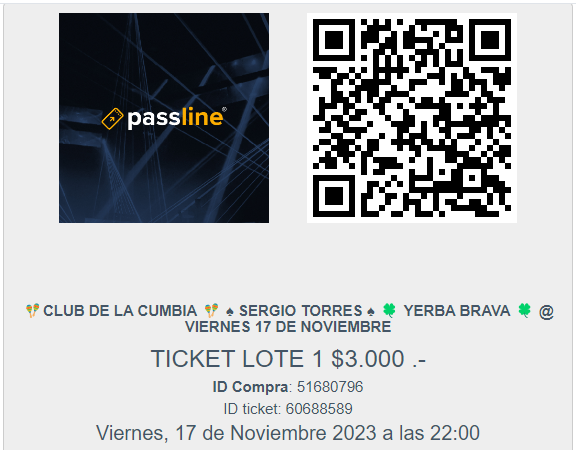 passline®
🪇 CLUB DE LA CUMBIA 🪇 ♠ SERGIO TORRES ♠ 🍀 YERBA BRAVA 🍀 @
VIERNES 17 DE NOVIEMBRE
TICKET LOTE 1 $3.000 .-
ID Compra: 51680796
ID ticket: 60688589
Viernes, 17 de Noviembre 2023 a las 22:00